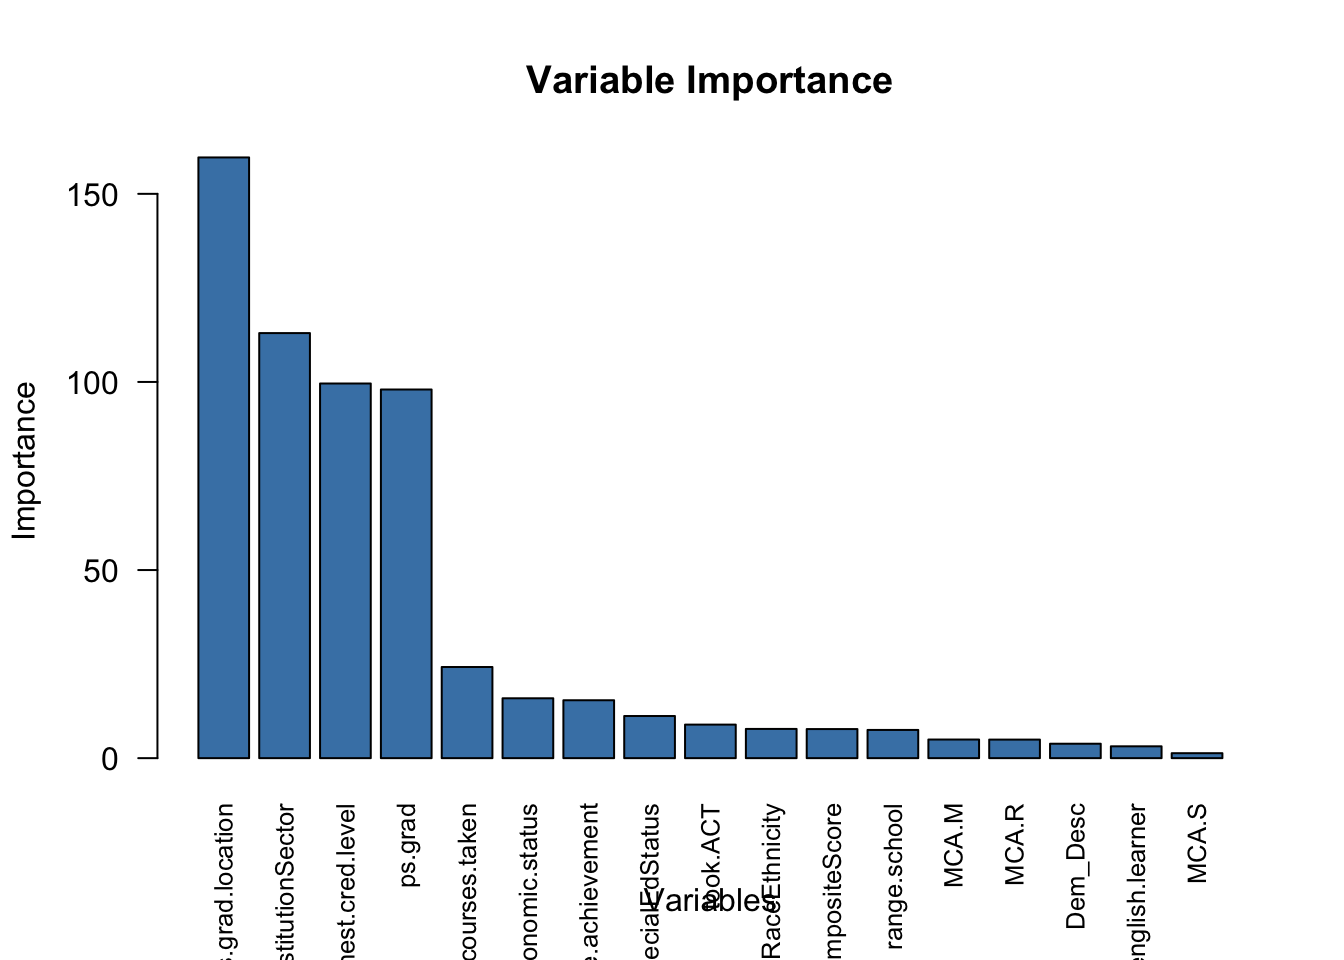 Variable Importance
Importance
150
100
50
0
s.grad.location
stitutionSector
nest.cred.level
ps.grad
courses.taken
onomic.status
e.achievement
ecialEdStatus
took.ACT
RaceEthnicity
mpositeScore
range.school
MCA.M
MCA.R
Dem_Desc
english.learner
MCA.S
Variables